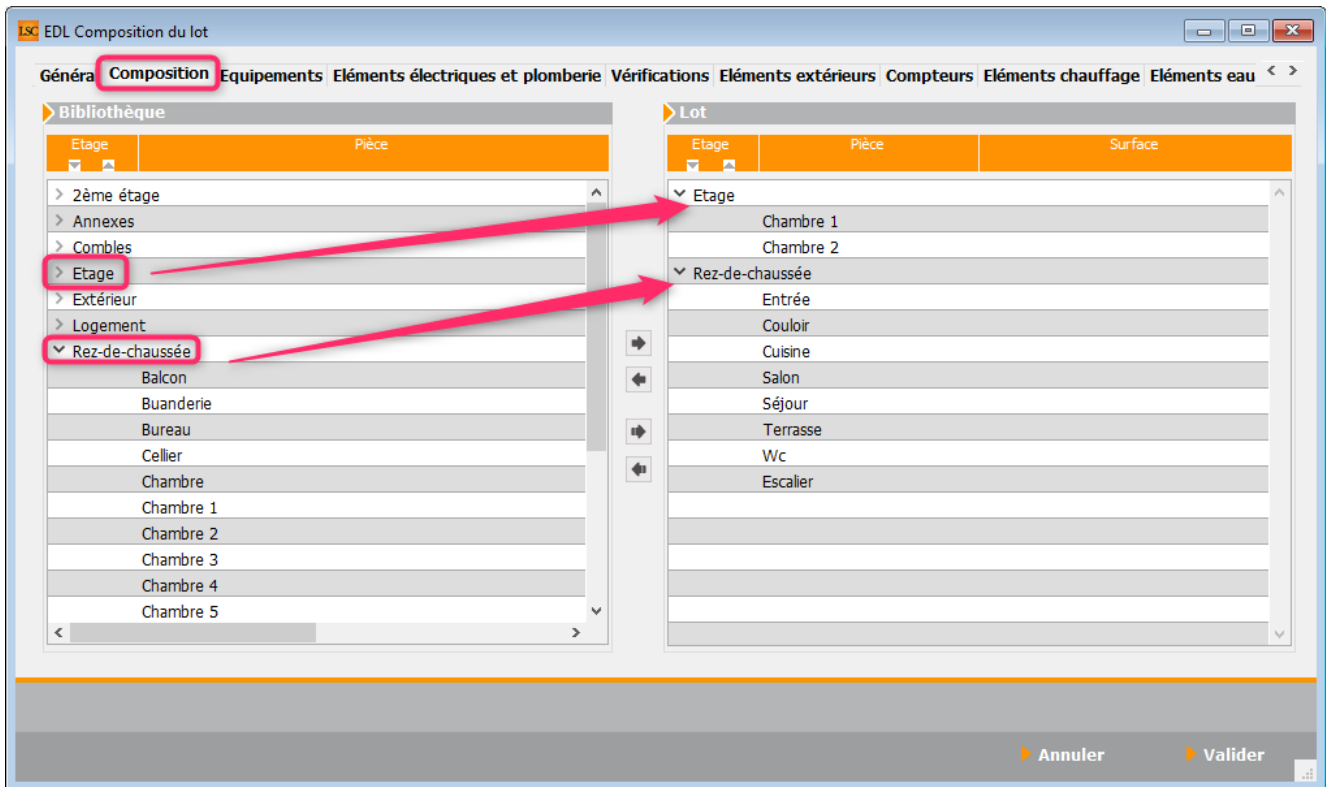 LSC EDL Composition du lot
Généra Composition Equipements Eléments électriques et plomberie Vérifications Eléments extérieurs Compteurs Eléments chauffage Eléments eau
Bibliothèque
Etage Pièce
2ème étage
Annexes
Combles
Etage
Extérieur
Logement
Rez-de-chaussée
Balcon
Buanderie
Bureau
Cellier
Chambre
Chambre 1
Chambre 2
Chambre 3
Chambre 4
Chambre 5
Lot
Etage Pièce Surface
Etage
Chambre 1
Chambre 2
Rez-de-chaussée
Entrée
Couloir
Cuisine
Salon
Séjour
Terrasse
Wc
Escalier
Annuler Valider